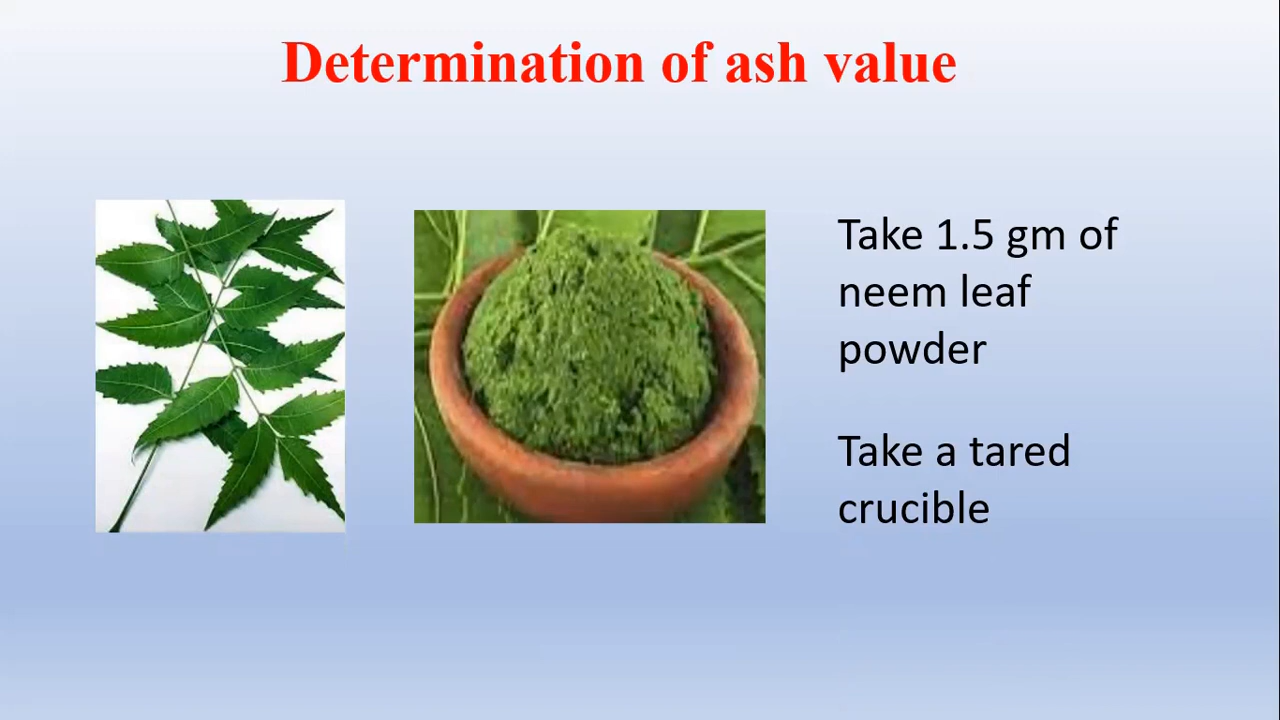 Determination of ash value
Take 1.5 gm of
neem leaf
powder
Take a tared
crucible